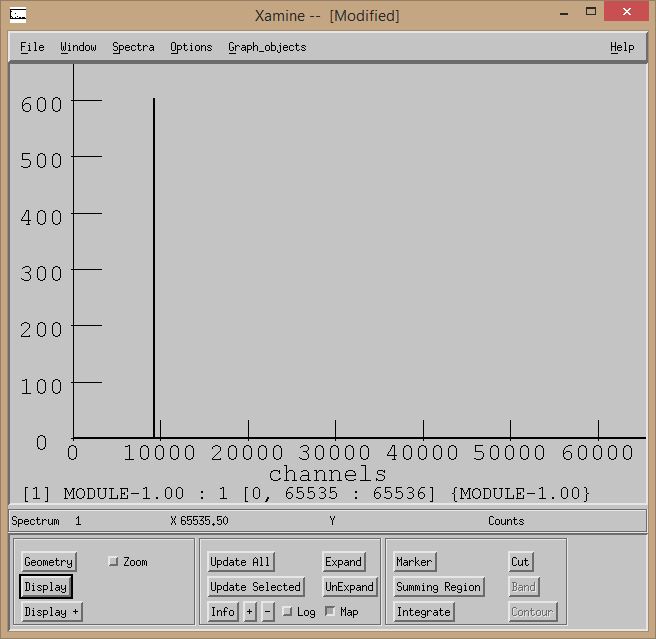 Xamine -- [Modified]
File Window Spectra Options Graph_objects Help
600
500
400
300
200
100
0
0 10000 20000 30000 40000 50000 60000
channels
[1] MODULE-1.00 : 1 [0, 65535 : 65536] {MODULE-1.00}
Spectrum 1 X 65535.50 Y Counts
Geometry Zoom Update All Expand Marker Cut
Display Update Selected UnExpand Summing Region Band
Display + Info + - Log Map Integrate Contour